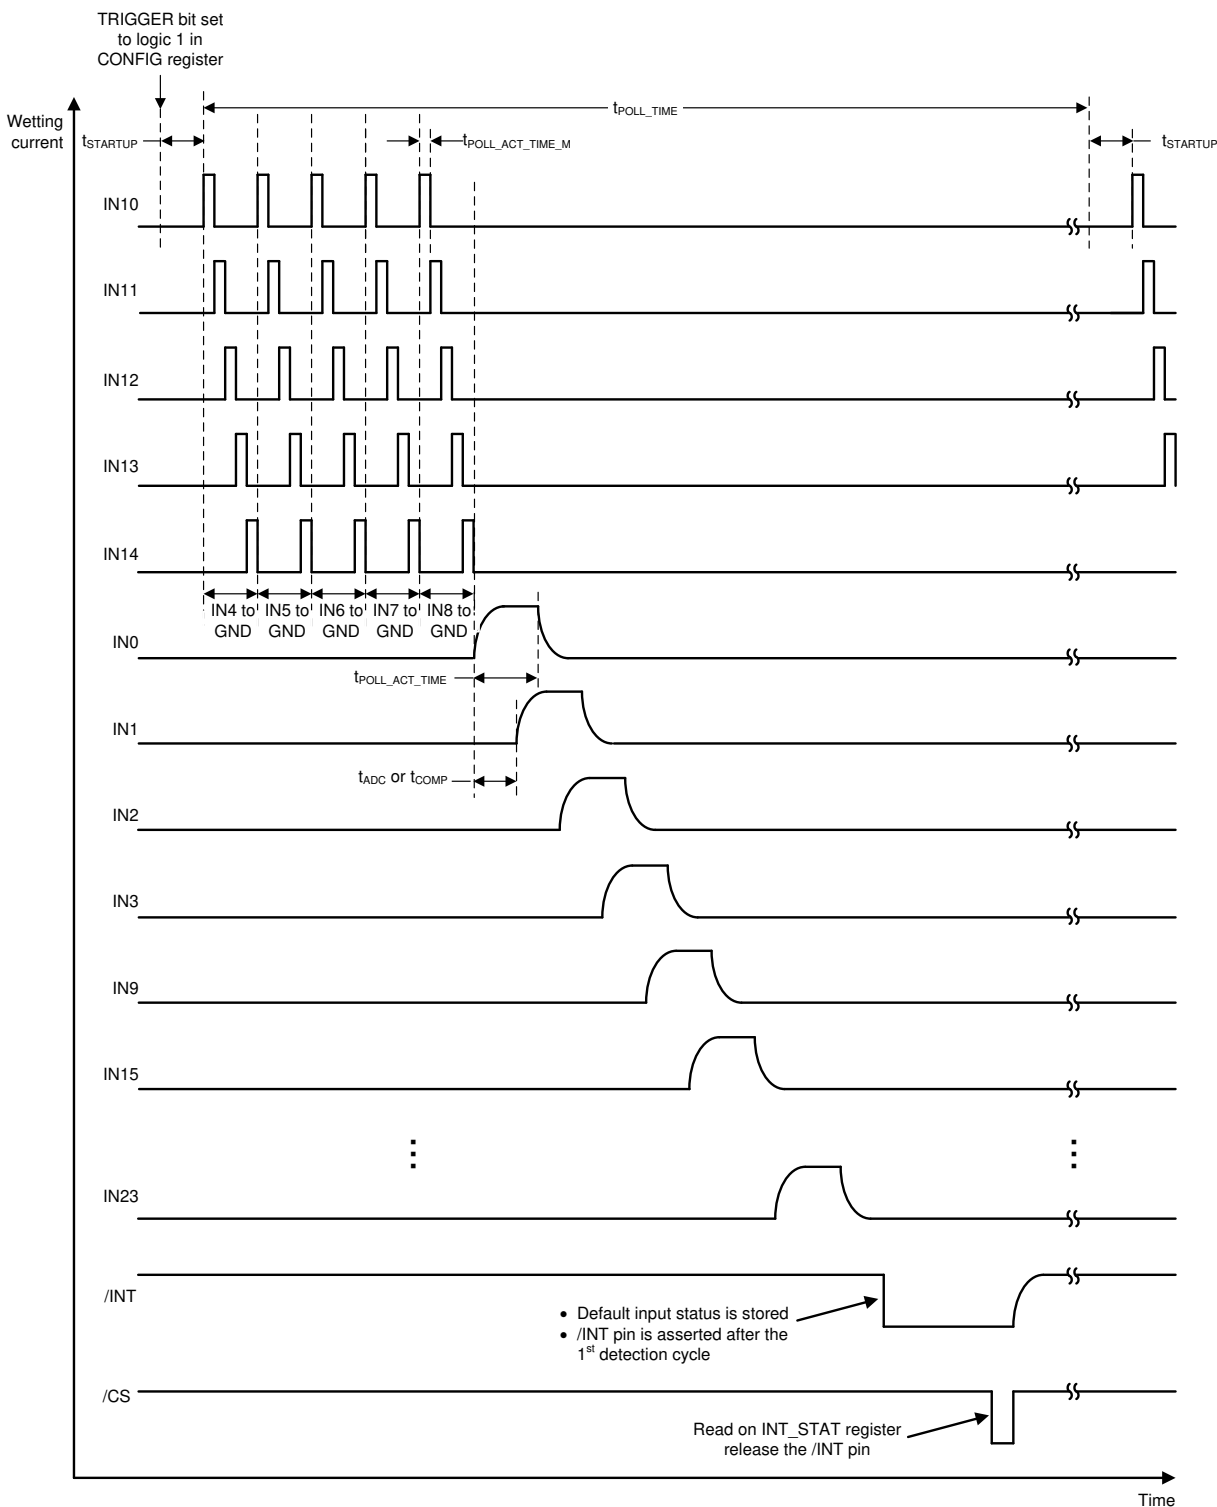 TRIGGER bit set
to logic 1 in
CONFIG register
Wetting
current
tPOLL_TIME
tSTARTUP
tPOLL_ACT_TIME_M
tSTARTUP
IN10
IN11
IN12
IN13
IN14
IN4 to
GND
IN5 to
GND
IN6 to
GND
IN7 to
GND
IN8 to
GND
IN0
tPOLL_ACT_TIME
IN1
tADC or tCOMP
IN2
IN3
IN9
IN15
IN23
/INT
• Default input status is stored
• /INT pin is asserted after the
1st detection cycle
/CS
Read on INT_STAT register
release the /INT pin
Time